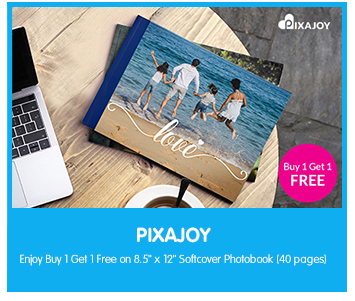 PIXAJOY
love
Buy 1 Get 1
FREE
PIXAJOY
Enjoy Buy 1 Get 1 Free on 8.5" x 12" Softcover Photobook (40 pages)